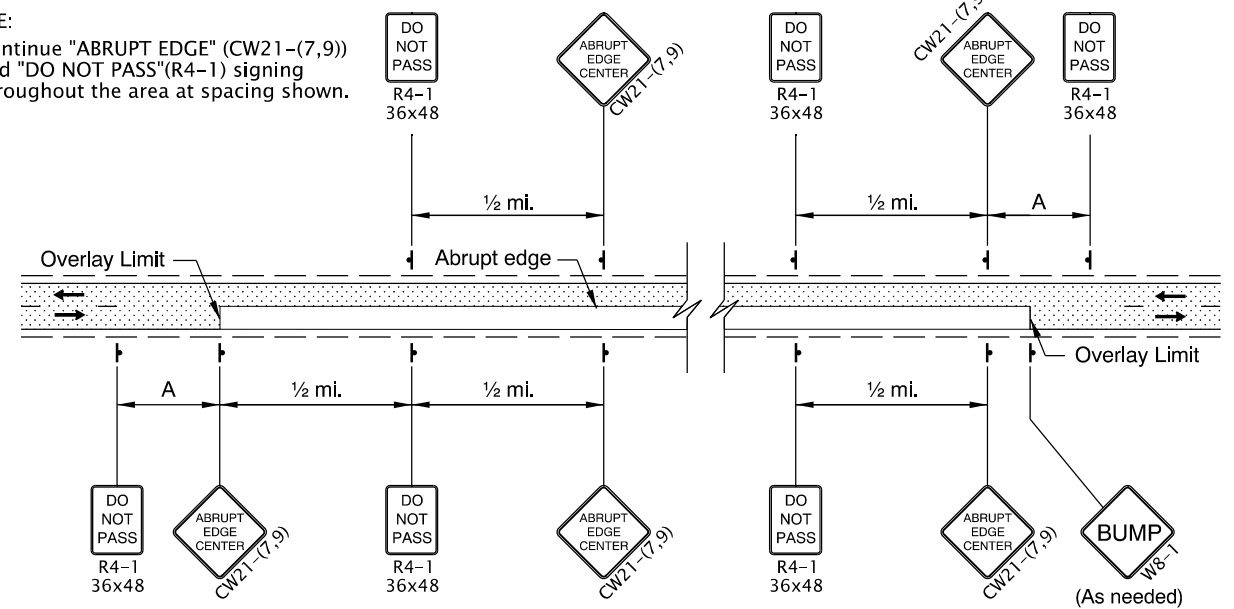 E:
ontinue "ABRUPT EDGE" (CW21-(7,9))
d "DO NOT PASS"(R4-1) signing
roughout the area at spacing shown.
DO
NOT
PASS
R4-1
36x48
ABRUPT
EDGE
CENTER
CW21-(7,9)
DO
NOT
PASS
R4-1
36x48
ABRUPT
EDGE
CENTER
CW21-(7,9)
DO
NOT
PASS
R4-1
36x48
½ mi.
½ mi.
A
Overlay Limit
Abrupt edge
Overlay Limit
A
½ mi.
½ mi.
½ mi.
DO
NOT
PASS
R4-1
36x48
ABRUPT
EDGE
CENTER
CW21-(7,9)
DO
NOT
PASS
R4-1
36x48
ABRUPT
EDGE
CENTER
CW21-(7,9)
DO
NOT
PASS
R4-1
36x48
ABRUPT
EDGE
CENTER
CW21-(7,9)
BUMP
W8-1
(As needed)